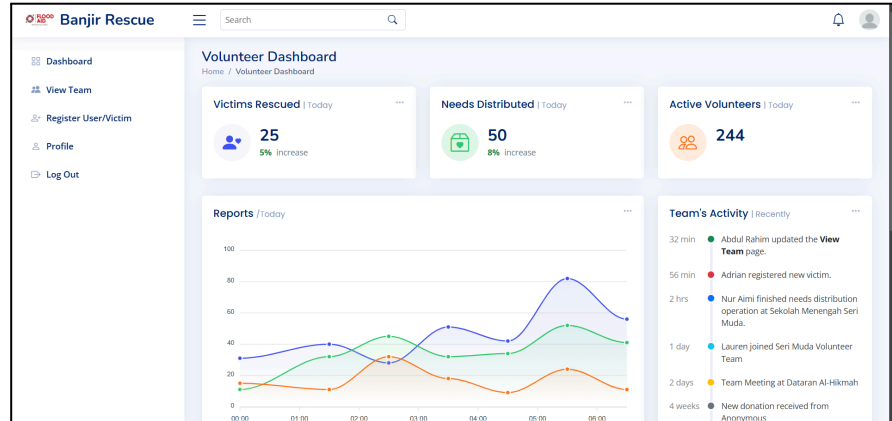 FLOOD
AID
Banjir Rescue
Search
Dashboard
View Team
Register User/Victim
Profile
Log Out
Volunteer Dashboard
Home / Volunteer Dashboard
Victims Rescued | Today
25
5% increase
Needs Distributed | Today
50
8% increase
Active Volunteers | Today
244
Reports /Today
100
80
60
40
20
0
00:00 01:00 02:00 03:00 04:00 05:00 06:00
Team's Activity | Recently
32 min Abdul Rahim updated the View
Team page.
56 min Adrian registered new victim.
2 hrs Nur Aimi finished needs distribution
operation at Sekolah Menengah Seri
Muda.
1 day Lauren joined Seri Muda Volunteer
Team
2 days Team Meeting at Dataran Al-Hikmah
4 weeks New donation received from
Anonymous